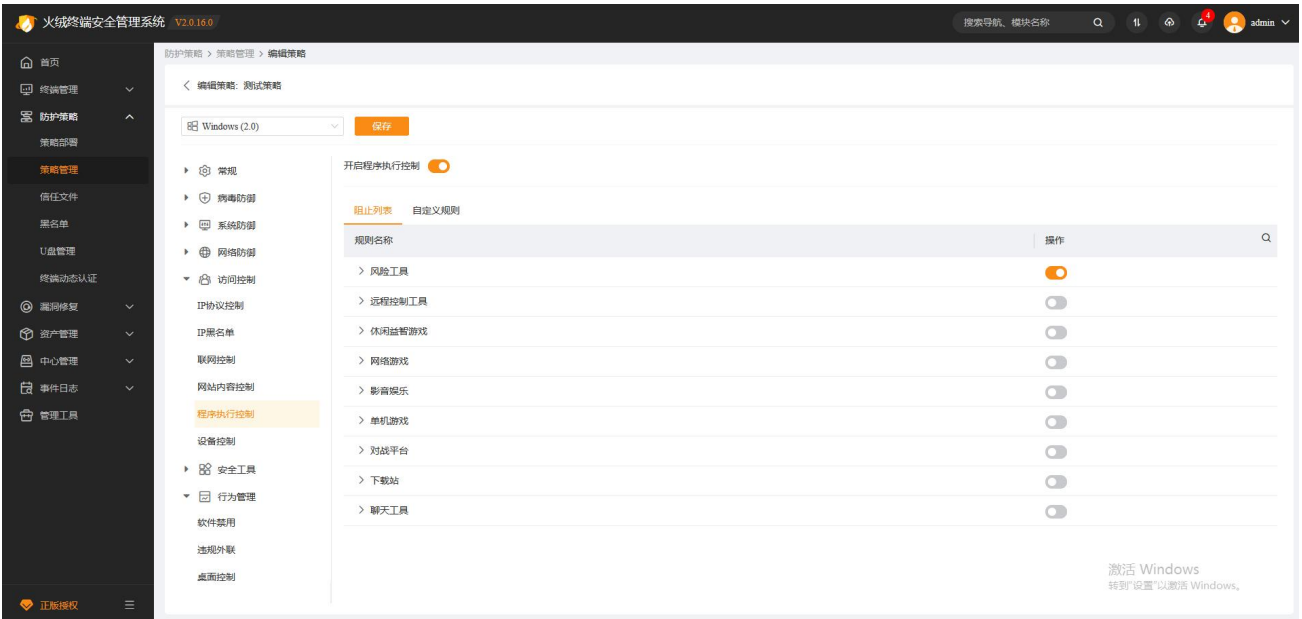 火绒终端安全管理系统 V2.0.16.0
搜索导航、模块名称
4
admin
首页
终端管理
防护策略
策略部署
策略管理
信任文件
黑名单
U盘管理
终端动态认证
漏洞修复
资产管理
中心管理
事件日志
管理工具
正版授权
防护策略 > 策略管理 > 编辑策略
编辑策略: 测试策略
Windows (2.0)
保存
常规
病毒防御
系统防御
网络防御
访问控制
IP协议控制
IP黑名单
联网控制
网站内容控制
程序执行控制
设备控制
安全工具
行为管理
软件禁用
违规外联
桌面控制
开启程序执行控制
阻止列表 自定义规则
规则名称 操作
风险工具
远程控制工具
休闲益智游戏
网络游戏
影音娱乐
单机游戏
对战平台
下载站
聊天工具
激活 Windows
转到"设置"以激活 Windows。